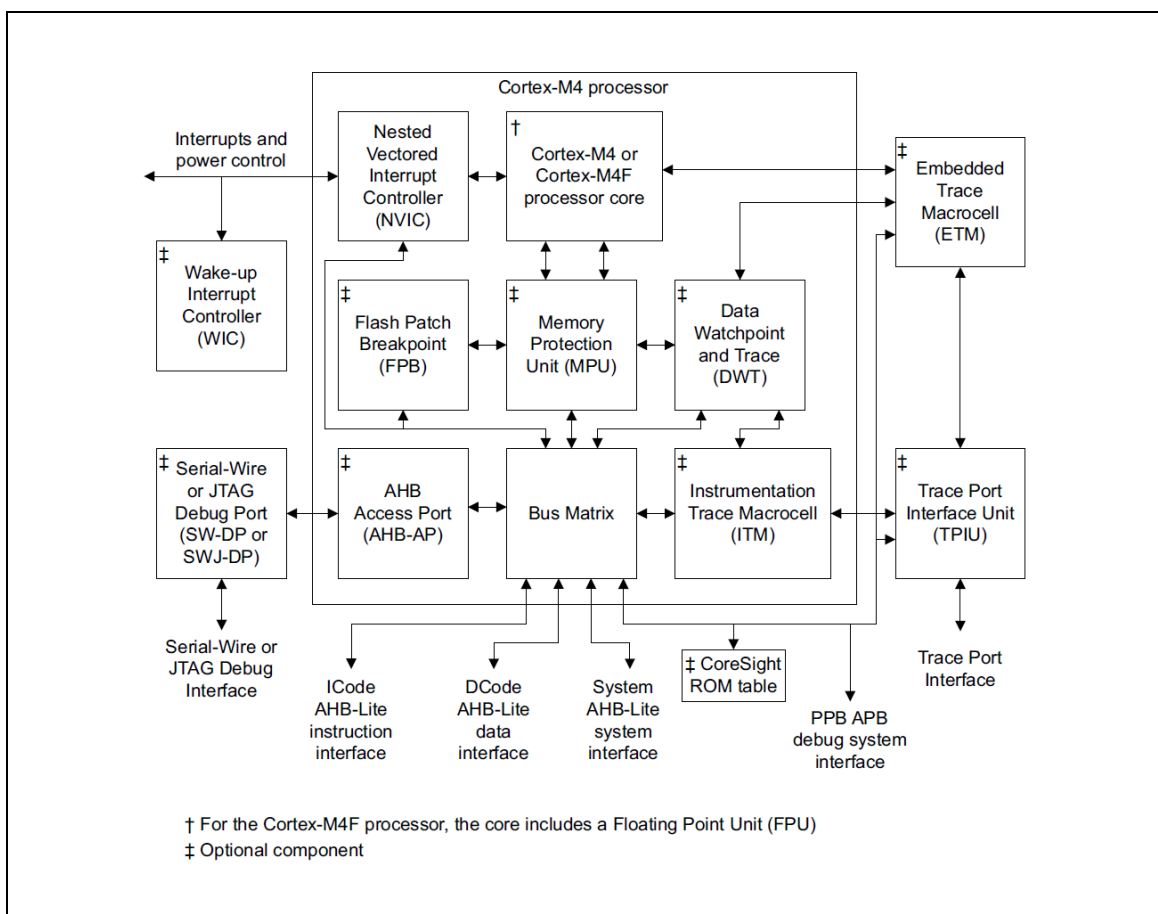 Cortex-M4 processor
Interrupts and
power control
Nested
Vectored
Interrupt
Controller
(NVIC)
†
Cortex-M4 or
Cortex-M4F
processor core
‡
Embedded
Trace
Macrocell
(ETM)
‡
Wake-up
Interrupt
Controller
(WIC)
‡
Flash Patch
Breakpoint
(FPB)
‡
Memory
Protection
Unit (MPU)
‡
Data
Watchpoint
and Trace
(DWT)
‡
Serial-Wire
or JTAG
Debug Port
(SW-DP or
SWJ-DP)
‡
AHB
Access Port
(AHB-AP)
Bus Matrix
‡
Instrumentation
Trace Macrocell
(ITM)
‡
Trace Port
Interface Unit
(TPIU)
Serial-Wire or
JTAG Debug
Interface
ICode
AHB-Lite
instruction
interface
DCode
AHB-Lite
data
interface
System
AHB-Lite
system
interface
‡ CoreSight
ROM table
PPB APB
debug system
interface
Trace Port
Interface
† For the Cortex-M4F processor, the core includes a Floating Point Unit (FPU)
‡ Optional component